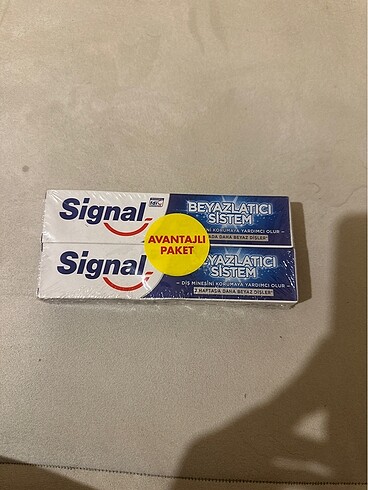 Signal
BEYAZLATICI
SİSTEM
KORUMAYA YARDIMCI OLUR
DAHA BEYAZ DİŞLER
AVANTAJLI
PAKET
Signal
BEYAZLATICI
SİSTEM
DİŞ MİNESİNİ KORUMAYA YARDIMCI OLUR
2 HAFTADA DAHA BEYAZ DİŞLER*